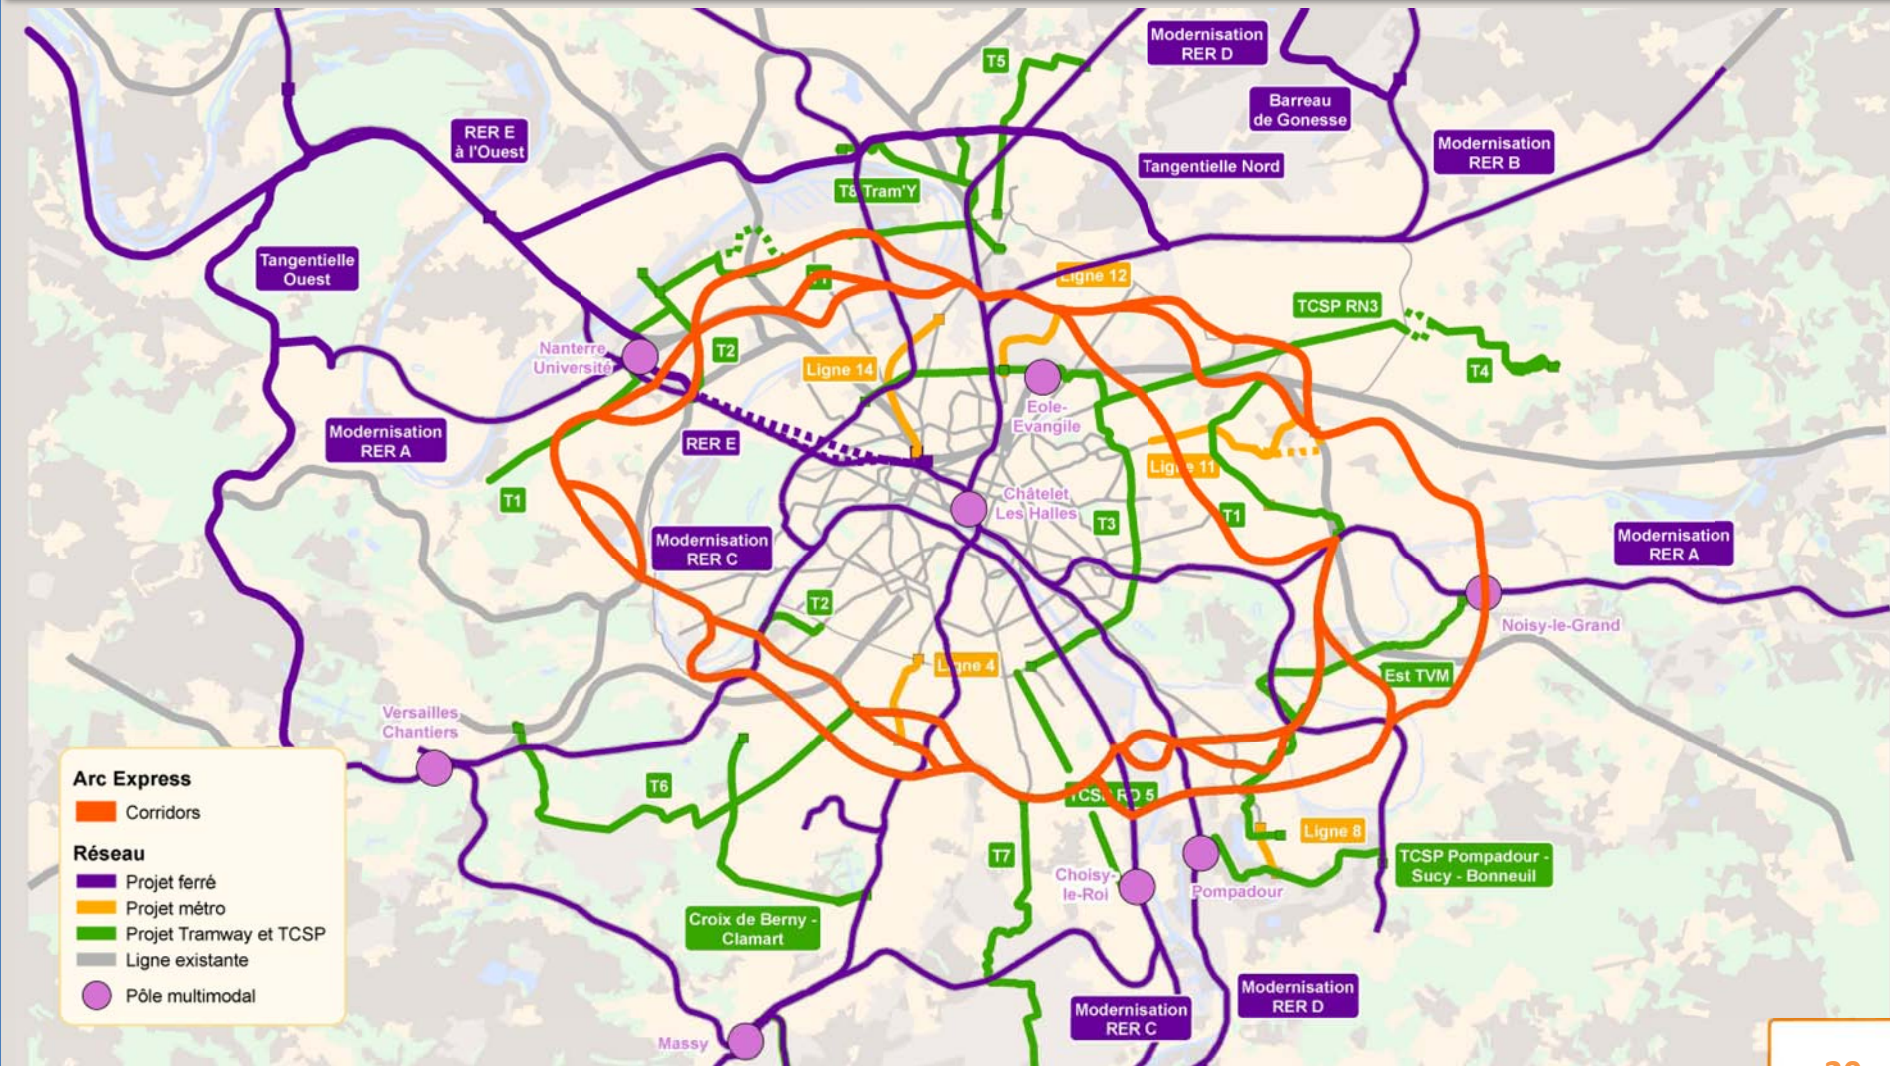 T5
Modernisation
RER D
Barreau
de Gonesse
RER E
à l'Ouest
Modernisation
RER B
Tangentielle Nord
T8 Tram'Y
Tangentielle
Ouest
T1
Ligne 12
TCSP RN3
Nanterre
Université
T2
Ligne 14
T4
Eole-
Evangile
Modernisation
RER A
RER E
Ligne 11
T1
Châtelet
Les Halles
T3
T1
Modernisation
RER C
Modernisation
RER A
T2
Noisy-le-Grand
Ligne 4
Est TVM
Versailles
Chantiers
T6
TCSP RD 5
Ligne 8
T7
TCSP Pompadour -
Sucy - Bonneuil
Choisy-
le-Roi
Pompadour
Croix de Berny -
Clamart
Modernisation
RER D
Modernisation
RER C
Massy
Arc Express
Corridors
Réseau
Projet ferré
Projet métro
Projet Tramway et TCSP
Ligne existante
Pôle multimodal